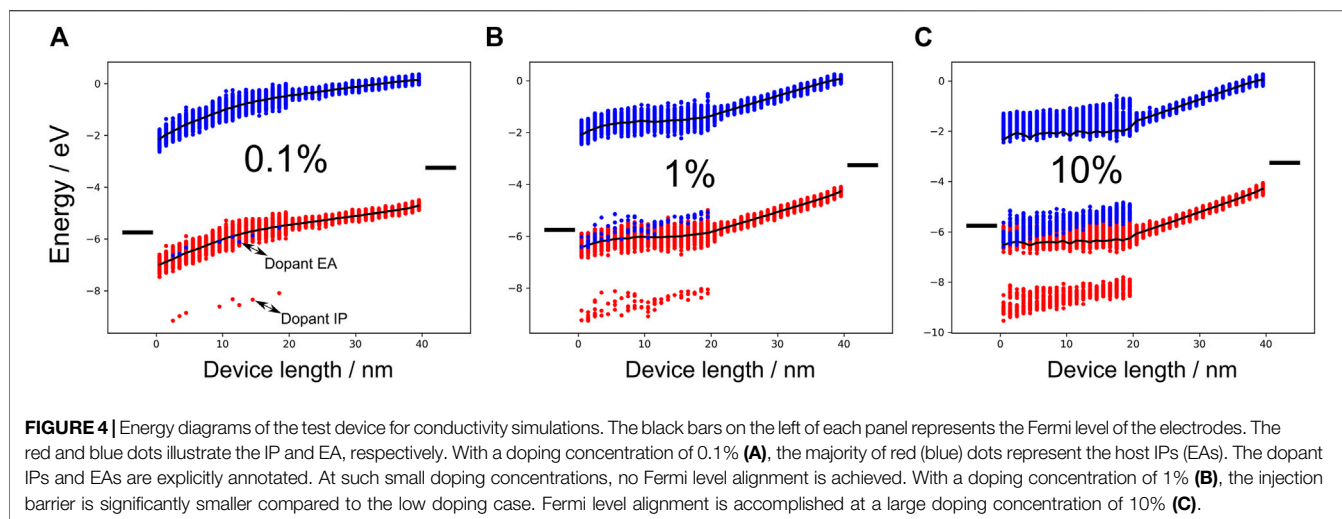 A
B
C
0
−2
−4
−6
−8
Energy / eV
0.1%
Dopant EA
Dopant IP
0
10
20
30
40
Device length / nm
0
−2
−4
−6
−8
1%
0
10
20
30
40
Device length / nm
0
−2
−4
−6
−8
−10
10%
0
10
20
30
40
Device length / nm
FIGURE 4 | Energy diagrams of the test device for conductivity simulations. The black bars on the left of each panel represents the Fermi level of the electrodes. The
red and blue dots illustrate the IP and EA, respectively. With a doping concentration of 0.1% (A), the majority of red (blue) dots represent the host IPs (EAs). The dopant
IPs and EAs are explicitly annotated. At such small doping concentrations, no Fermi level alignment is achieved. With a doping concentration of 1% (B), the injection
barrier is significantly smaller compared to the low doping case. Fermi level alignment is accomplished at a large doping concentration of 10% (C).